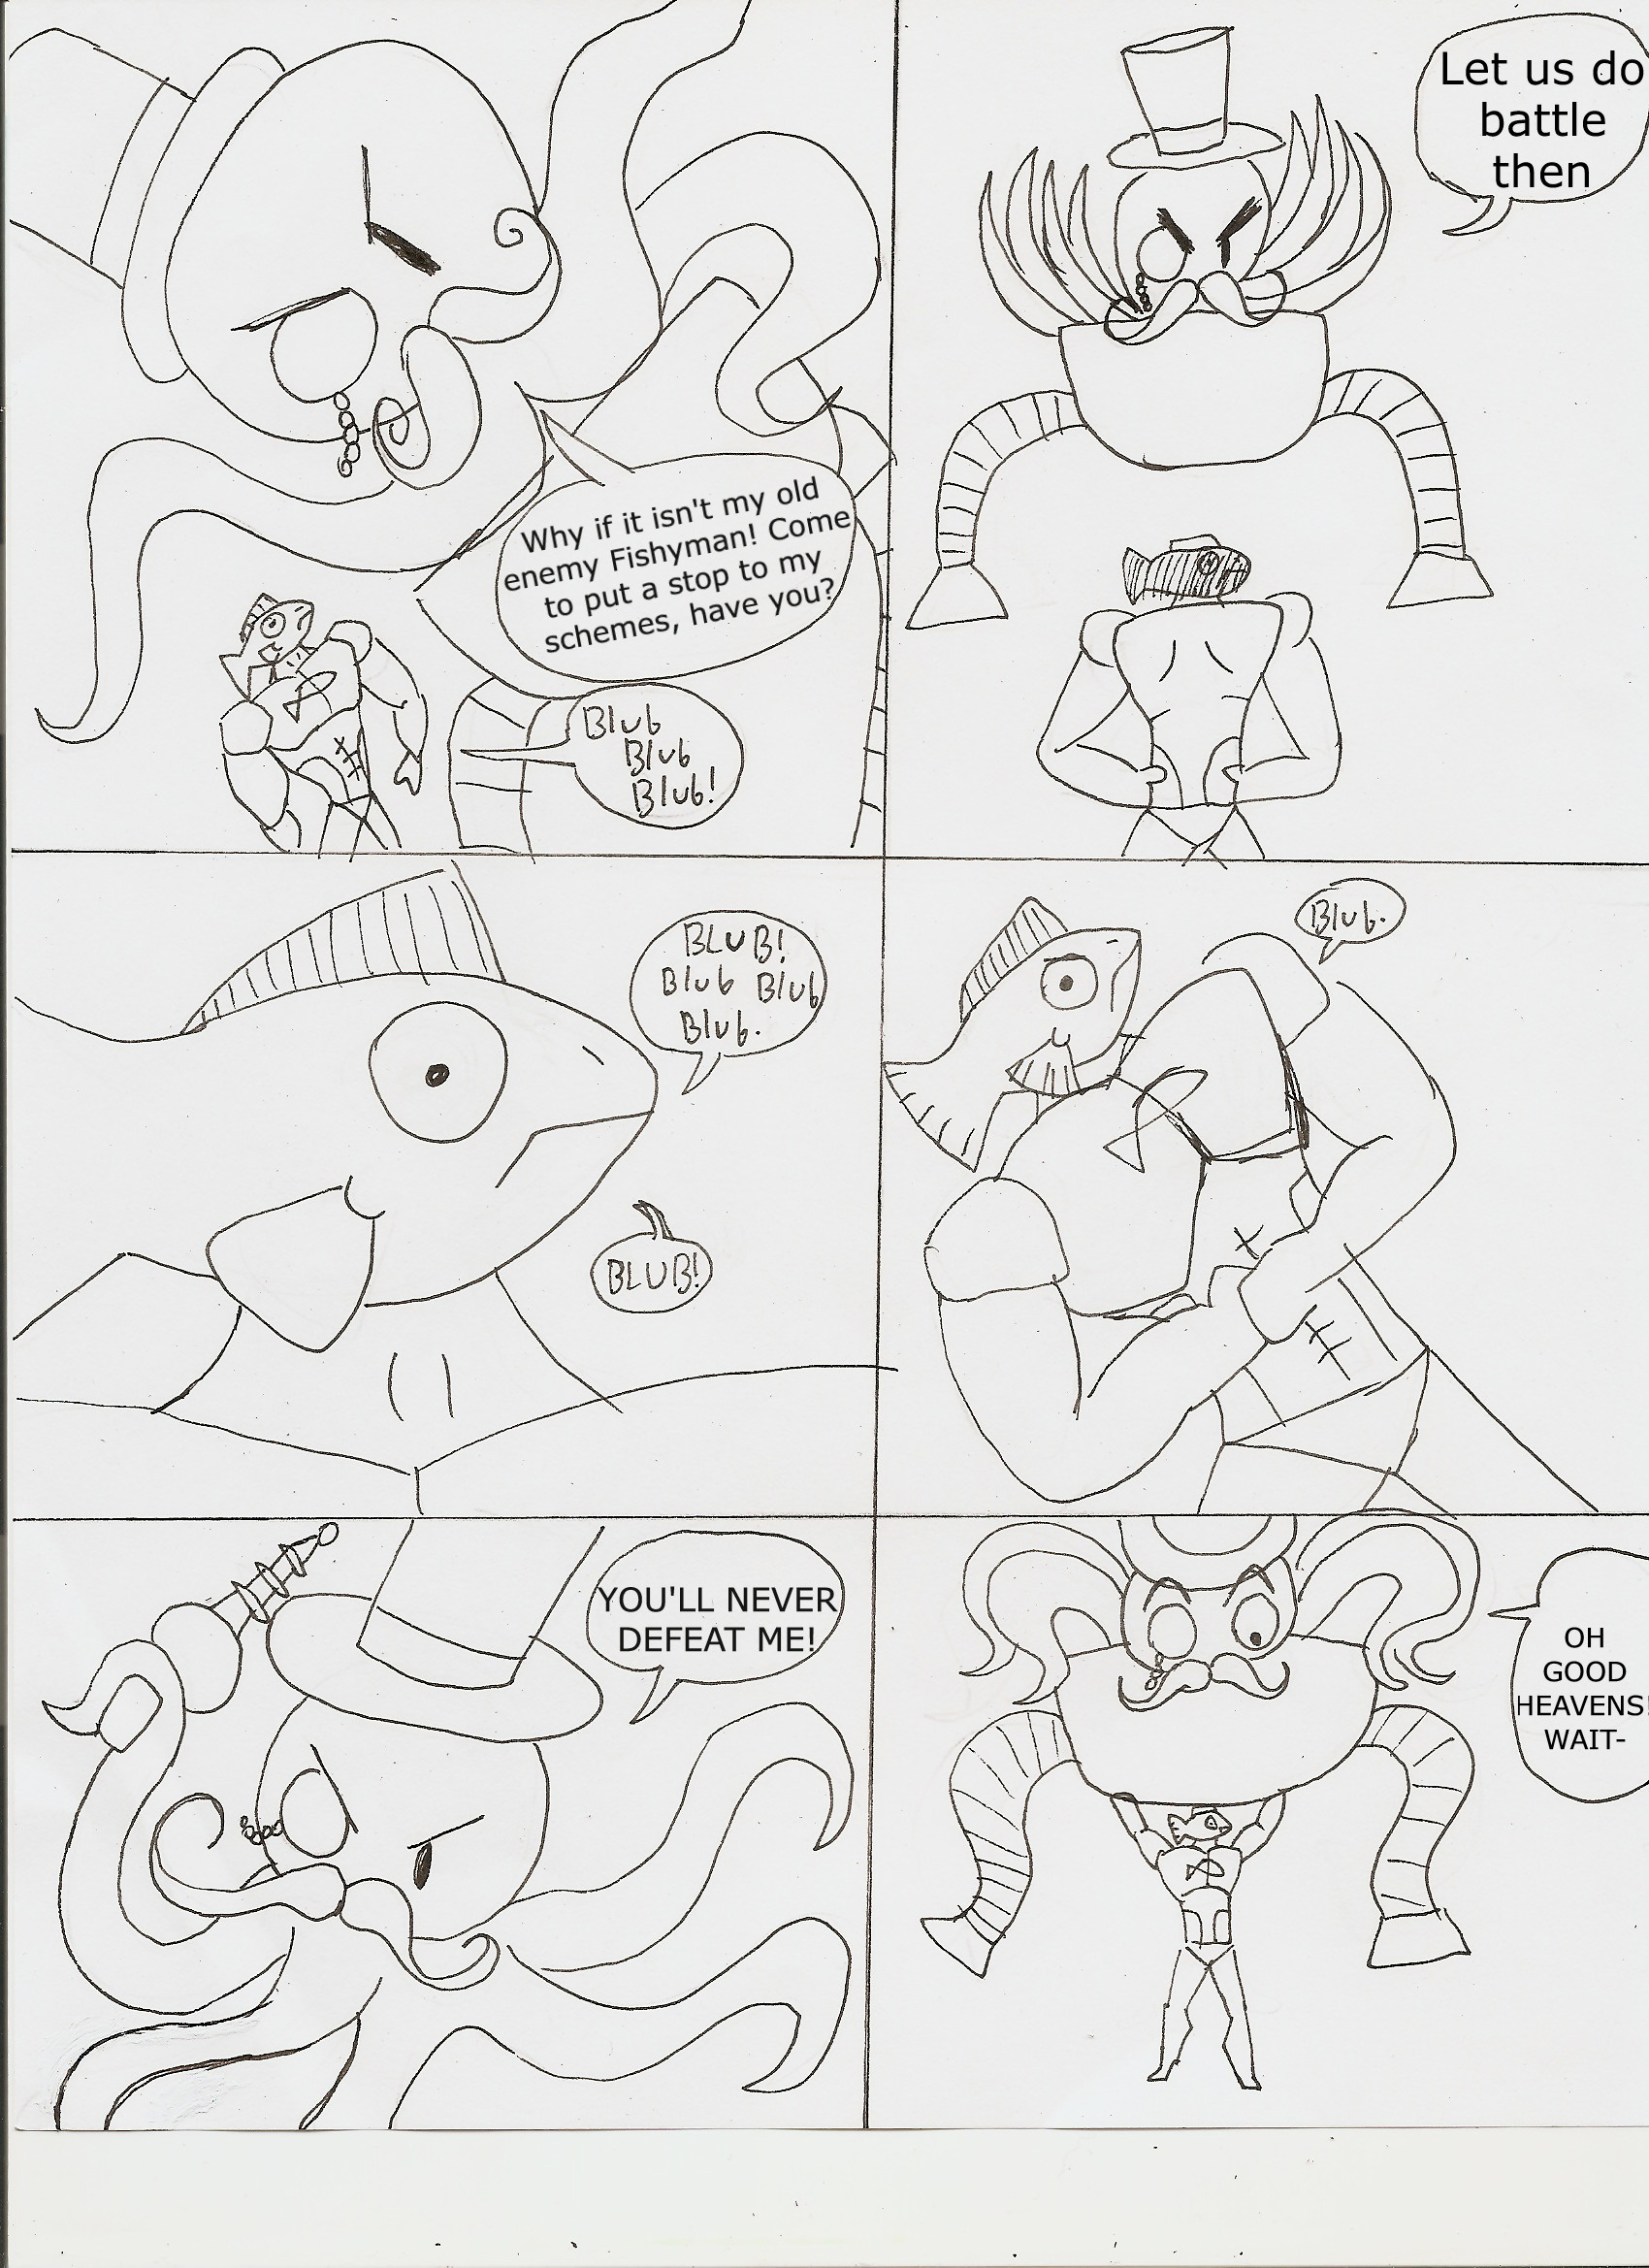 Why if it isn't my old
enemy Fishyman! Come
to put a stop to my
schemes, have you?
Blub
Blub
Blub!
Let us do
battle
then
BLUB!
Blub Blub
Blub.
BLUB!
Blub.
YOU'LL NEVER
DEFEAT ME!
OH
GOOD
HEAVENS!
WAIT-